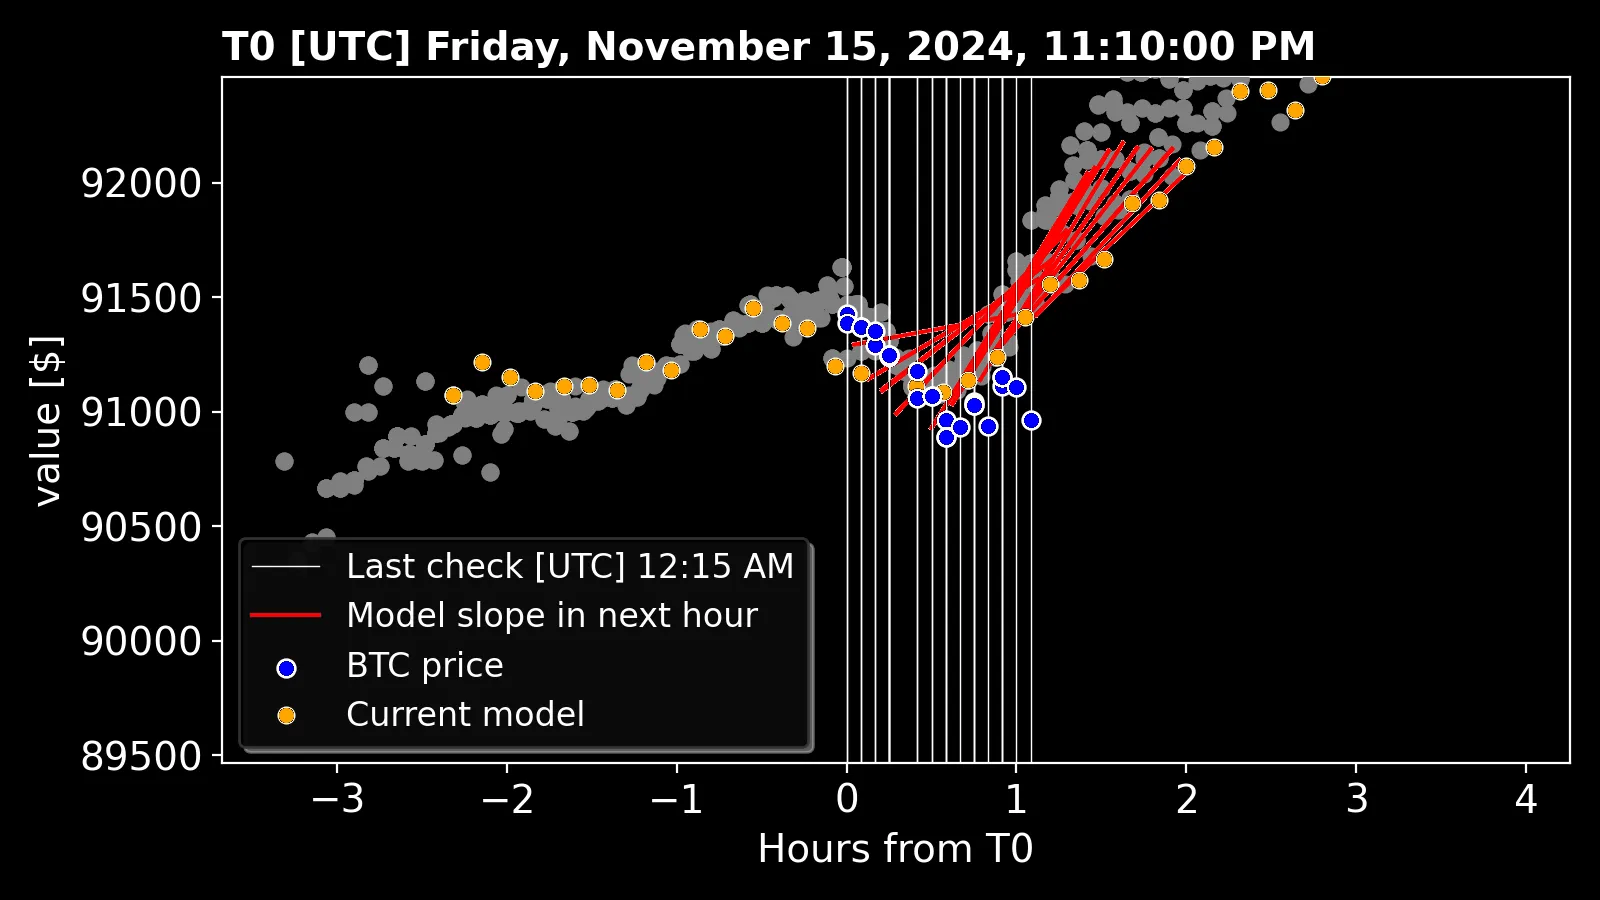 T0 [UTC] Friday, November 15, 2024, 11:10:00 PM
value [$]
92000
91500
91000
90500
90000
89500
Last check [UTC] 12:15 AM
Model slope in next hour
BTC price
Current model
−3 −2 −1 0 1 2 3 4
Hours from T0